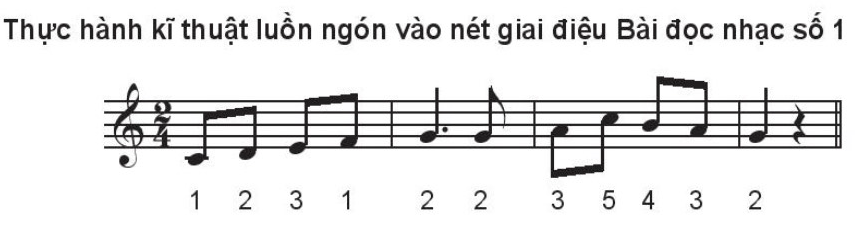 Thực hành kĩ thuật luồn ngón vào nét giai điệu Bài đọc nhạc số 1
2 4
1 2 3 1 2 2 3 5 4 3 2